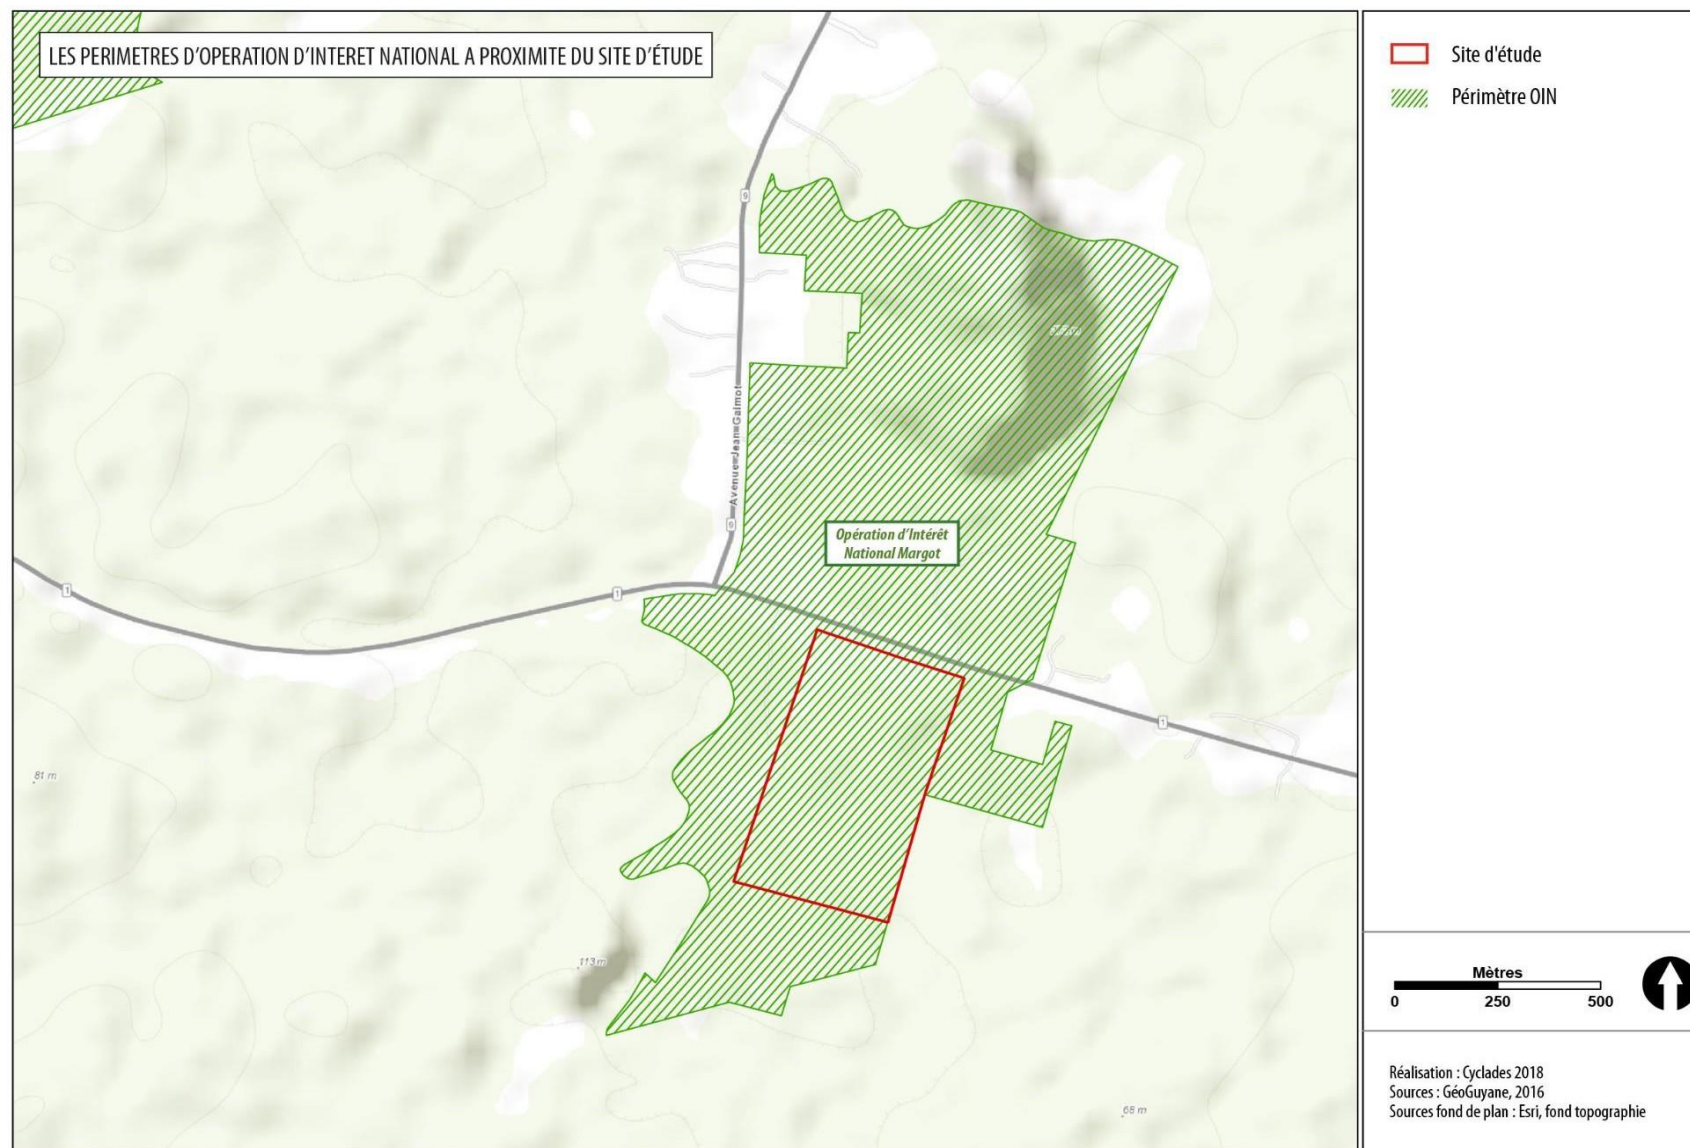 LES PERIMETRES D'OPERATION D'INTERET NATIONAL A PROXIMITE DU SITE D'ÉTUDE
Site d'étude
Périmètre OIN
9
Avenue Jean Galmot
9
Opération d'Intérêt
National Margot
1
1
1
81 m
113 m
68 m
Mètres
0 250 500
Réalisation : Cyclades 2018
Sources : GéoGuyane, 2016
Sources fond de plan : Esri, fond topographie